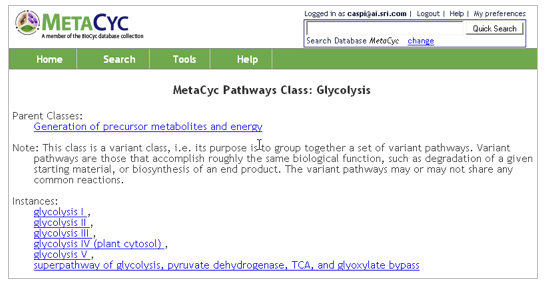 METACYC
A member of the BioCyc database collection
Logged in as caspi@ai.sri.com | Logout | Help | My preferences
Quick Search
Search Database MetaCyc change
Home Search Tools Help
MetaCyc Pathways Class: Glycolysis
Parent Classes:
Generation of precursor metabolites and energy
Note: This class is a variant class, i.e. its purpose is to group together a set of variant pathways. Variant
pathways are those that accomplish roughly the same biological function, such as degradation of a given
starting material, or biosynthesis of an end product. The variant pathways may or may not share any
common reactions.
Instances:
glycolysis I ,
glycolysis II ,
glycolysis III ,
glycolysis IV (plant cytosol) ,
glycolysis V ,
superpathway of glycolysis, pyruvate dehydrogenase, TCA, and glyoxylate bypass